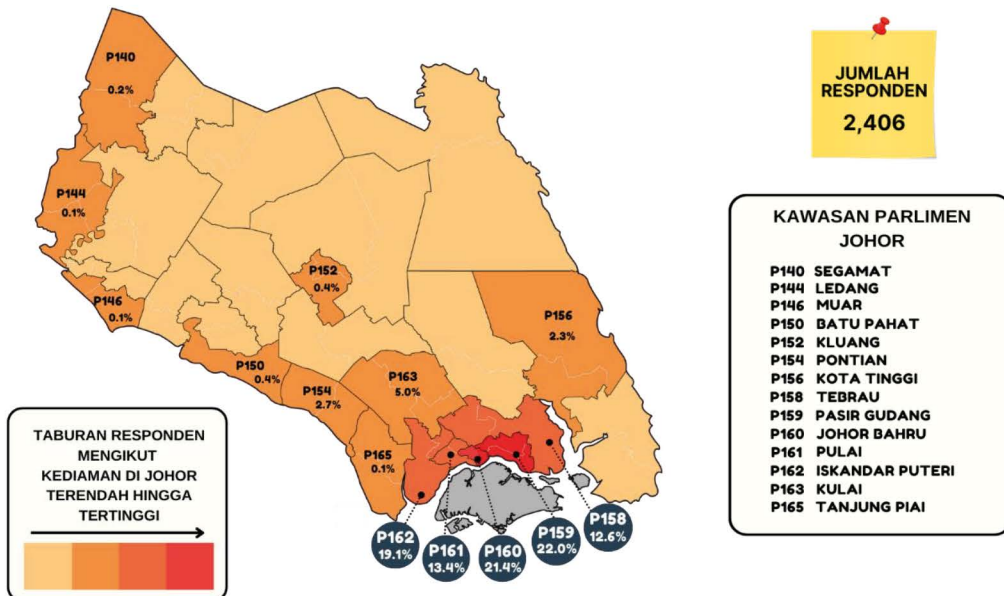 P140
0.2%
P144
0.1%
P146
0.1%
P152
0.4%
P156
2.3%
P150
0.4%
P154
2.7%
P163
5.0%
P165
0.1%
P162
19.1%
P161
13.4%
P160
21.4%
P159
22.0%
P158
12.6%
TABURAN RESPONDEN
MENGIKUT
KEDIAMAN DI JOHOR
TERENDAH HINGGA
TERTINGGI
JUMLAH
RESPONDEN
2,406
KAWASAN PARLIMEN
JOHOR
P140 SEGAMAT
P144 LEDANG
P146 MUAR
P150 BATU PAHAT
P152 KLUANG
P154 PONTIAN
P156 KOTA TINGGI
P158 TEBRAU
P159 PASIR GUDANG
P160 JOHOR BAHRU
P161 PULAI
P162 ISKANDAR PUTERI
P163 KULAI
P165 TANJUNG PIAI